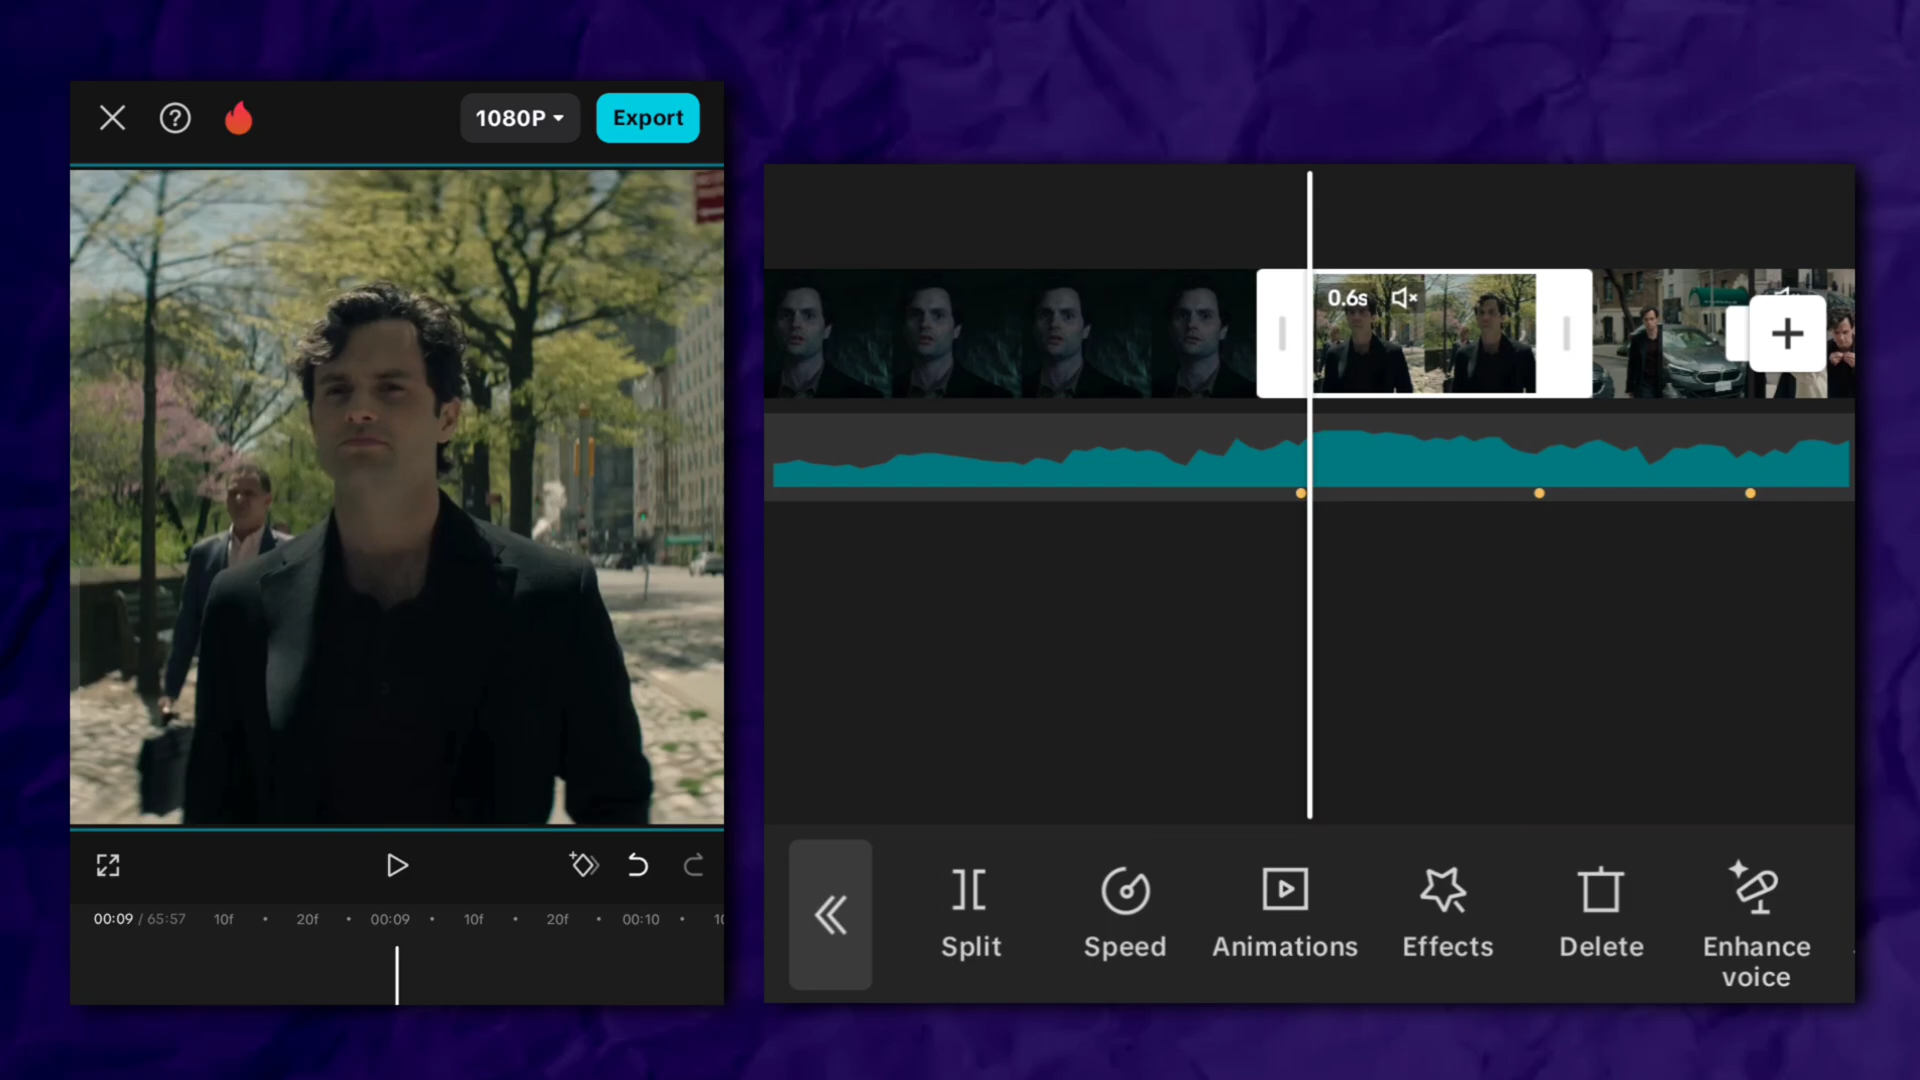 1080P
Export
00:09 / 65:57 10f 20f 00:09 10f 20f 00:10
0.6s
Split
Speed
Animations
Effects
Delete
Enhance
voice